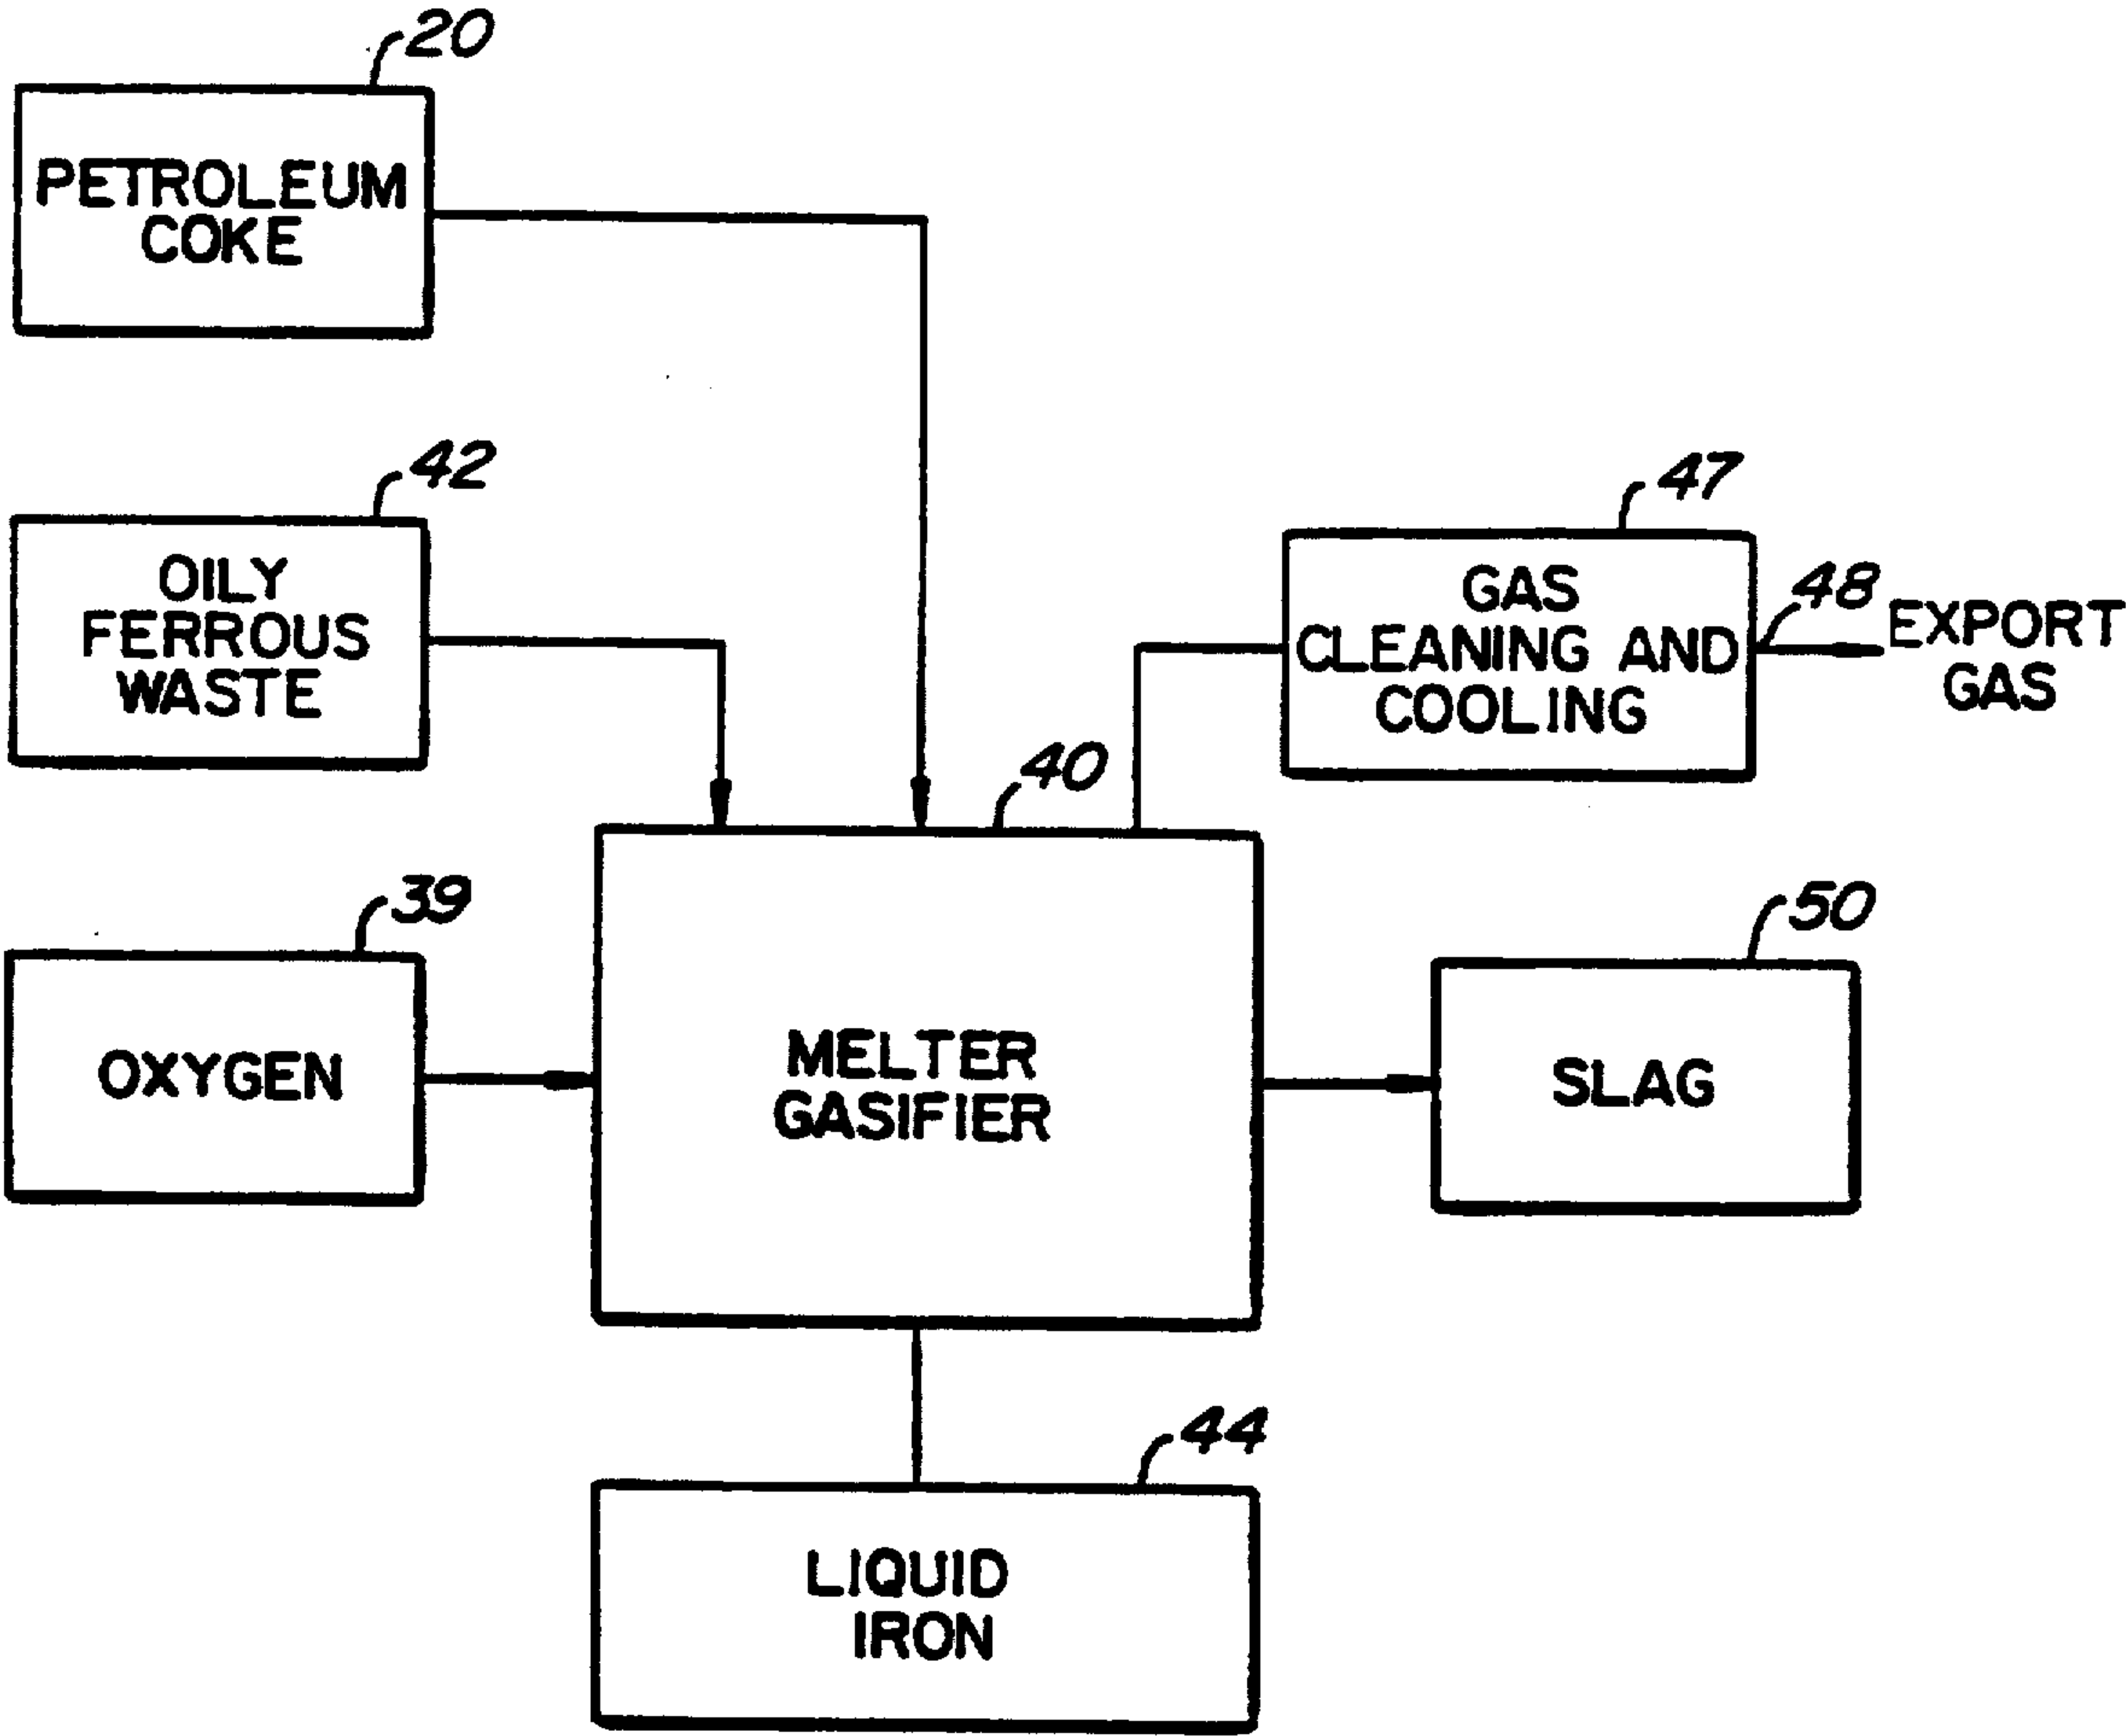 20
PETROLEUM
COKE
42
OILY
FERROUS
WASTE
47
GAS
CLEANING AND
COOLING
48
EXPORT
GAS
40
MELTER
GASIFIER
39
OXYGEN
50
SLAG
44
LIQUID
IRON